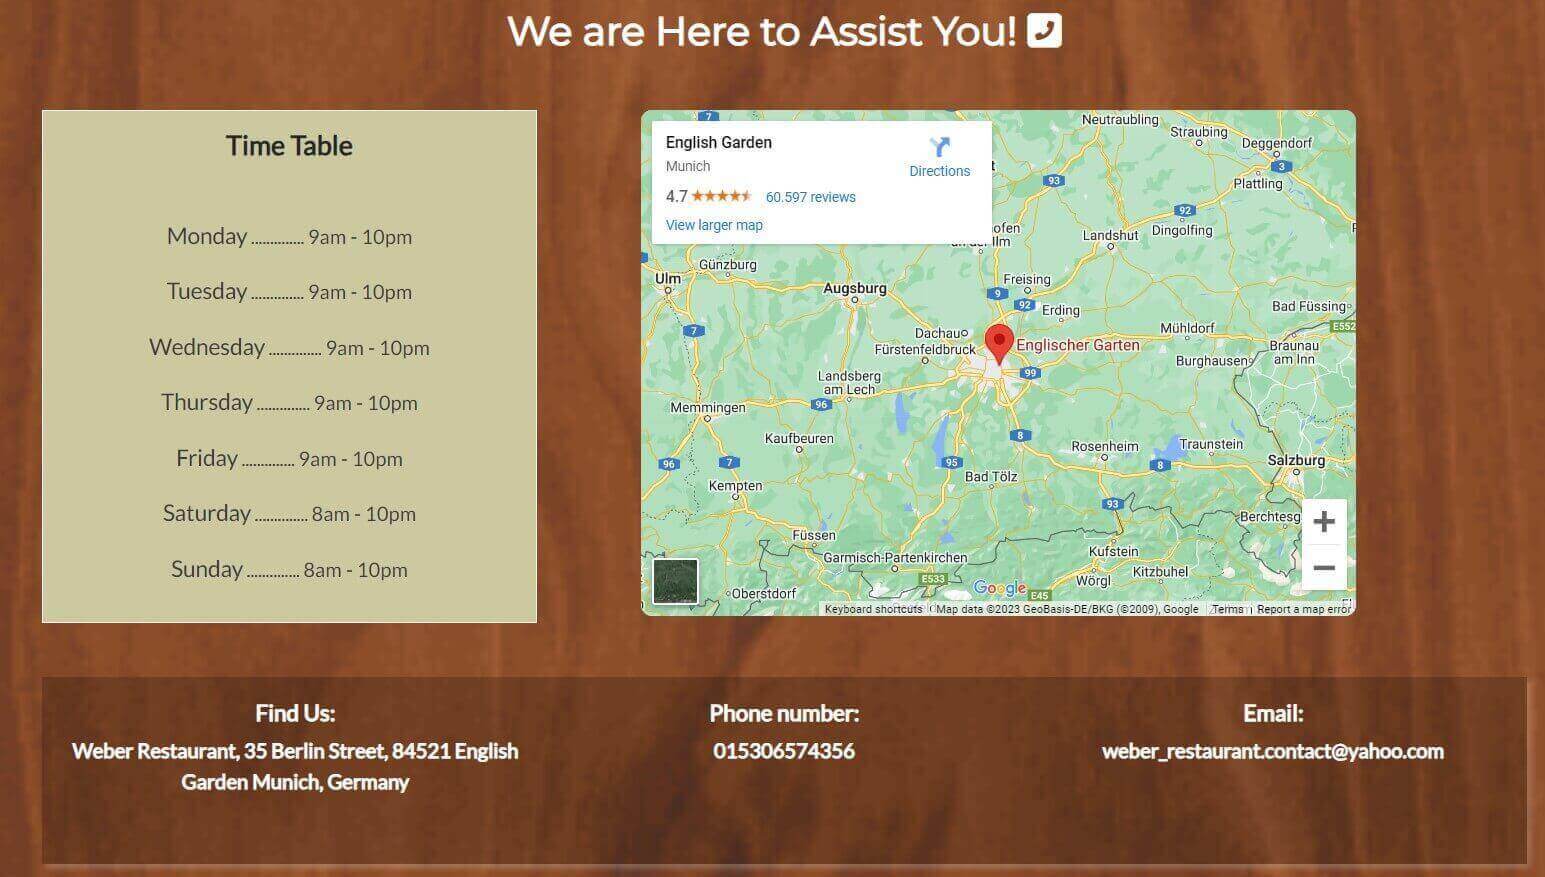 We are Here to Assist You!
Time Table
Monday ............. 9am - 10pm
Tuesday ............. 9am - 10pm
Wednesday ............. 9am - 10pm
Thursday ............. 9am - 10pm
Friday ............. 9am - 10pm
Saturday ............. 8am - 10pm
Sunday ............. 8am - 10pm
English Garden
Munich
4.7
60.597 reviews
Directions
View larger map
7
Neutraubling
Straubing
Deggendorf
3
93
Plattling
92
Dingolfing
Landshut
Günzburg
Ulm
Augsburg
Freising
9
92
Erding
Bad Füssing
7
Dachau
Mühldorf
E552
Fürstenfeldbruck
Englischer Garten
Braunau
am Inn
Burghausen
99
Landsberg
am Lech
96
Memmingen
Kaufbeuren
8
Rosenheim
Traunstein
96
7
95
8
Salzburg
Kempten
Bad Tölz
93
Berchtesg
Füssen
Garmisch-Partenkirchen
Kufstein
E533
Wörgl
Kitzbuhel
Oberstdorf
Google
E45
Keyboard shortcuts
Map data ©2023 GeoBasis-DE/BKG (©2009), Google
Terms
Report a map error
Find Us:
Weber Restaurant, 35 Berlin Street, 84521 English
Garden Munich, Germany
Phone number:
015306574356
Email:
weber_restaurant.contact@yahoo.com